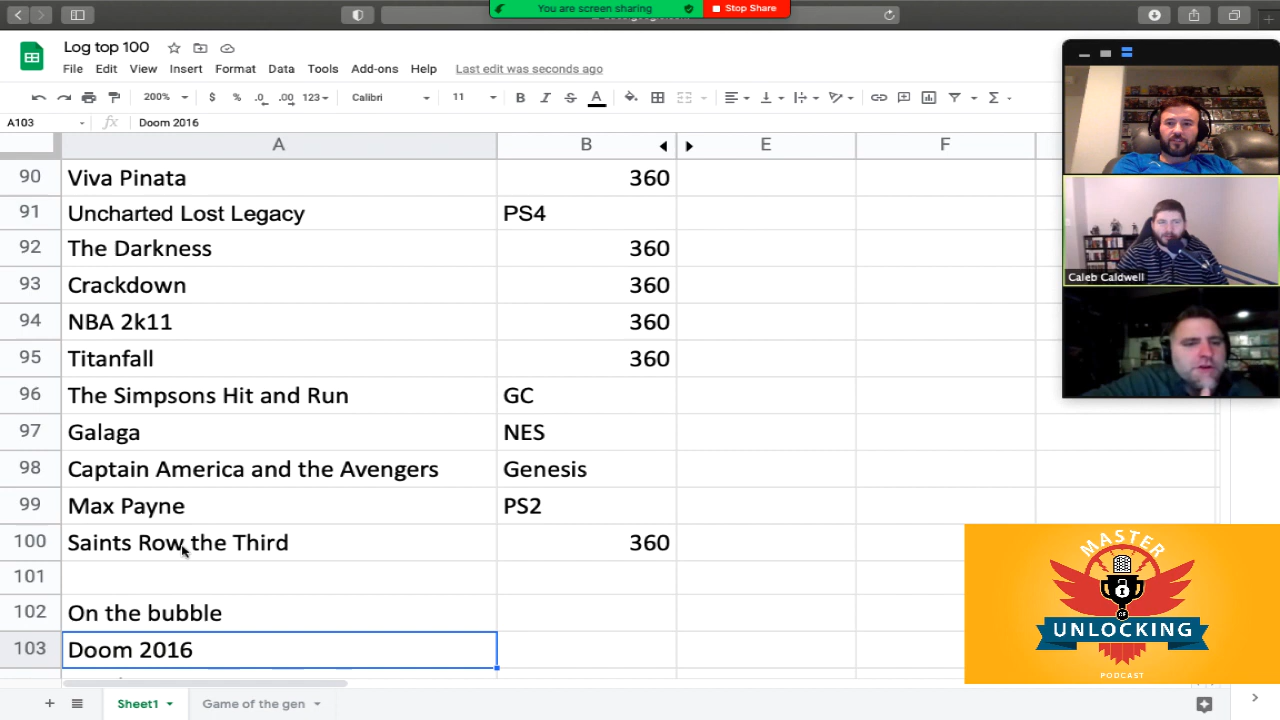 You are screen sharing
Stop Share
Log top 100
File Edit View Insert Format Data Tools Add-ons Help Last edit was seconds ago
200% $ % .0 .00 123 Calibri 11 B I S A
A103 fx Doom 2016
A B E F
90 Viva Pinata 360
91 Uncharted Lost Legacy PS4
92 The Darkness 360
93 Crackdown 360
94 NBA 2k11 360
95 Titanfall 360
96 The Simpsons Hit and Run GC
97 Galaga NES
98 Captain America and the Avengers Genesis
99 Max Payne PS2
100 Saints Row the Third 360
101
102 On the bubble
103 Doom 2016
Sheet1 Game of the gen
Caleb Caldwell
MASTER
OF
UNLOCKING
PODCAST